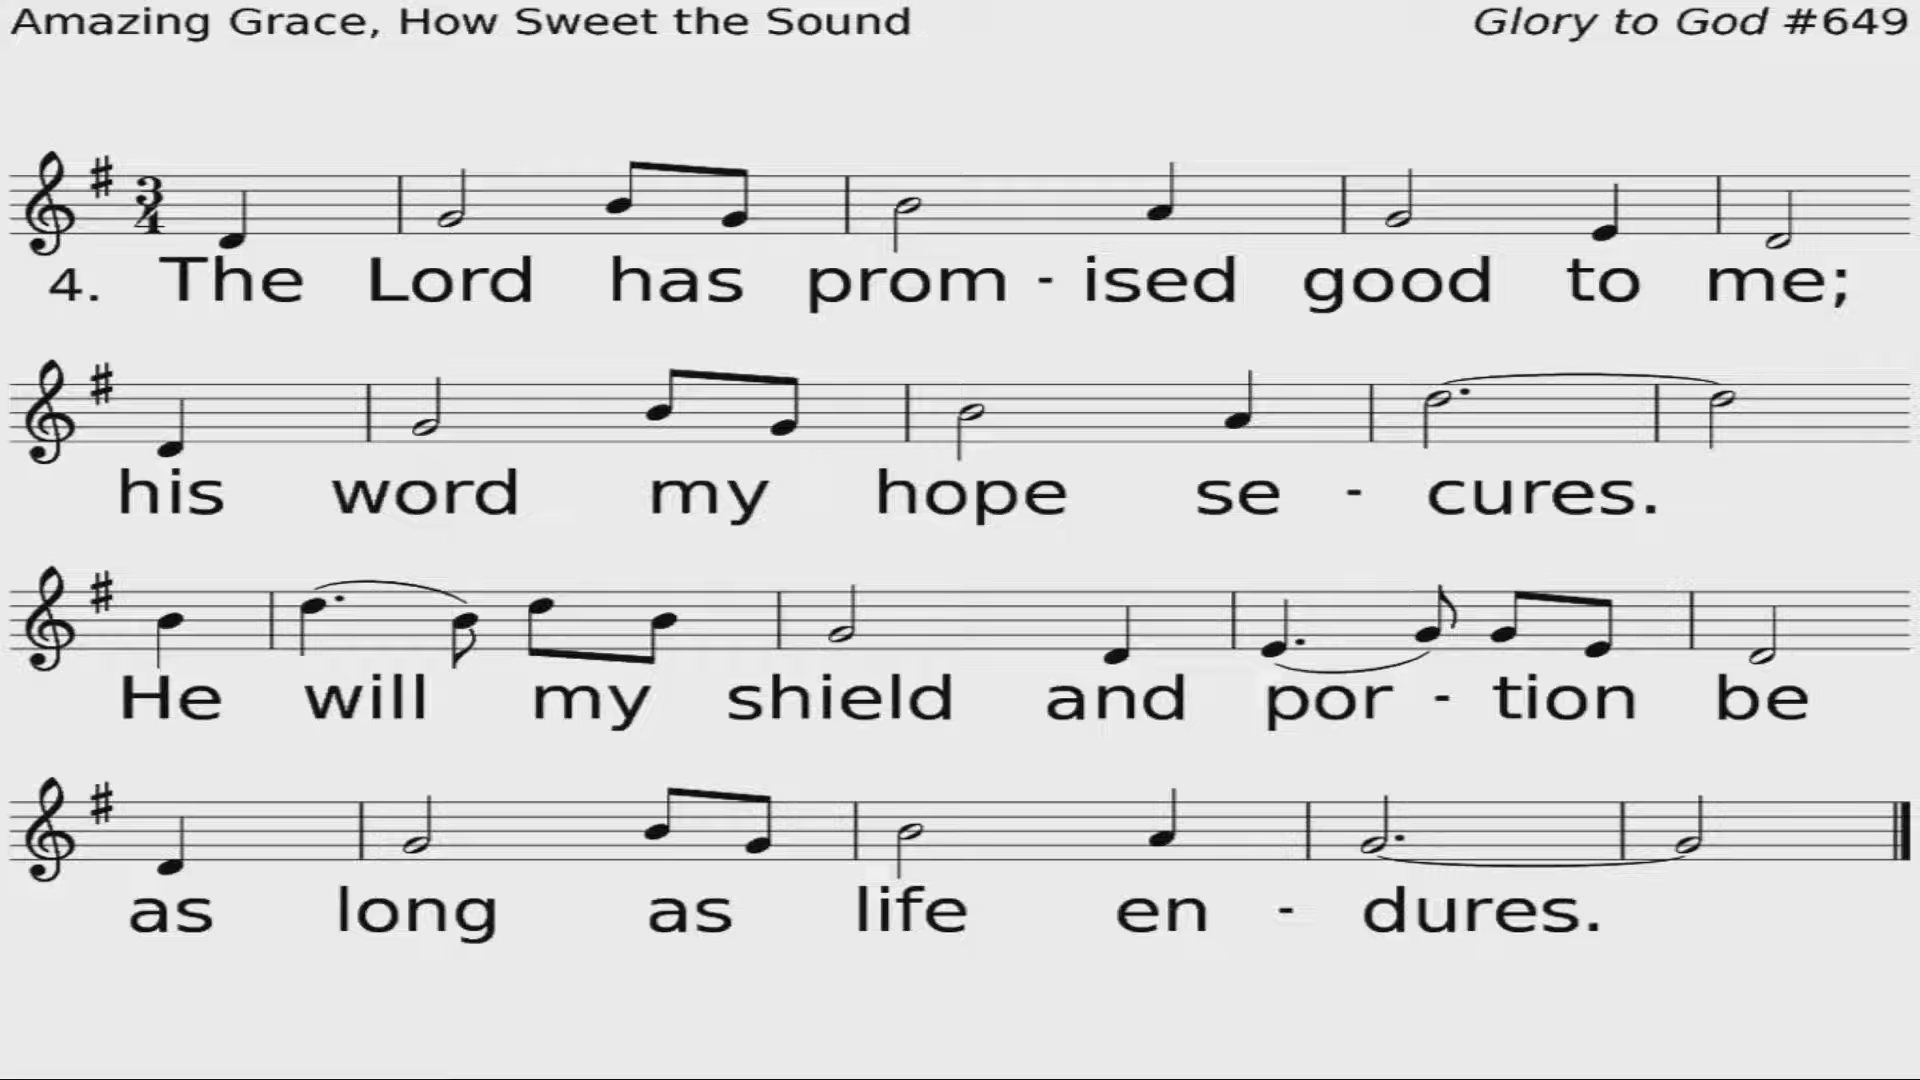 Amazing Grace, How Sweet the Sound
Glory to God #649
4. The Lord has prom - ised good to me;
his word my hope se - cures.
He will my shield and por - tion be
as long as life en - dures.